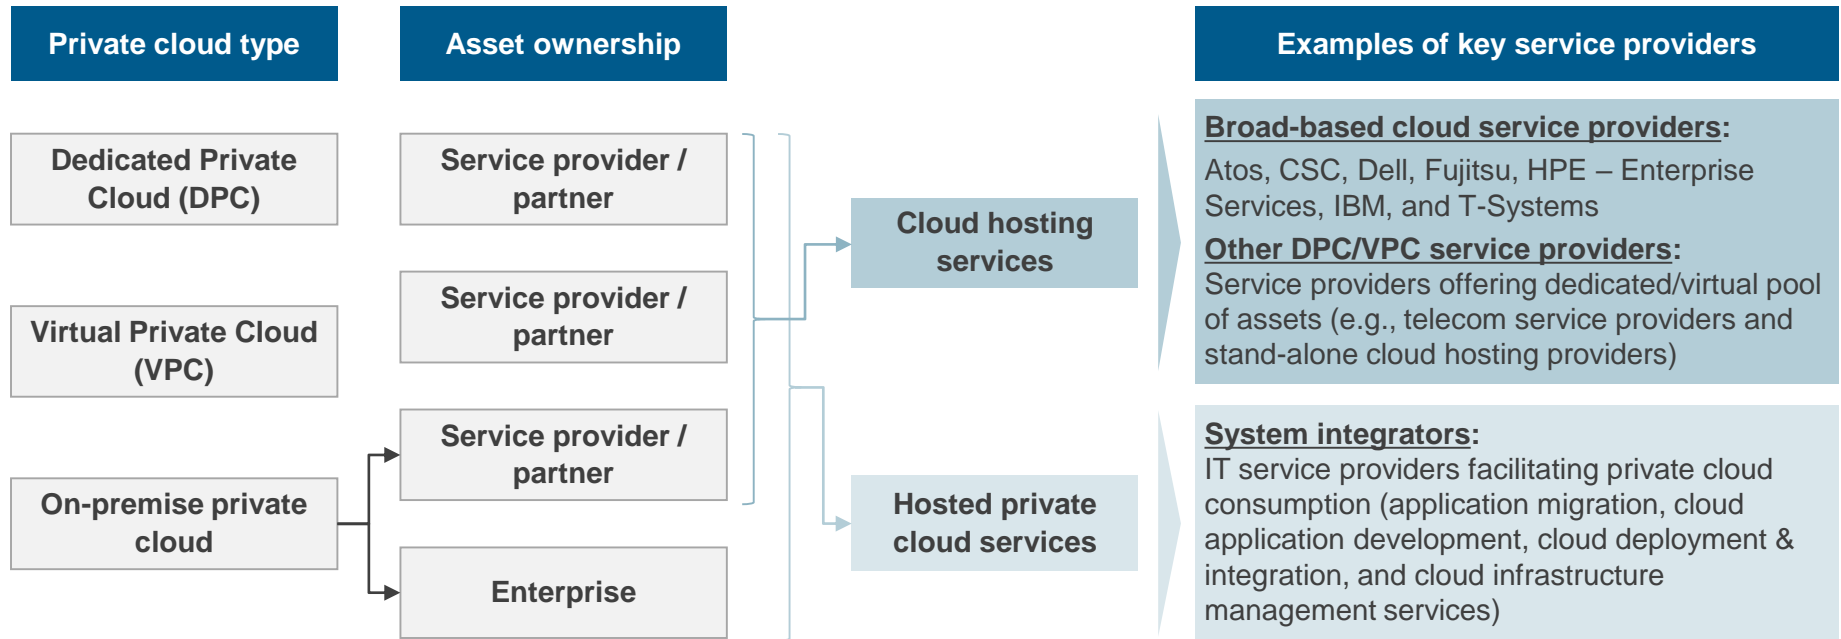 Private cloud type
Asset ownership
Examples of key service providers
Dedicated Private
Cloud (DPC)
Service provider /
partner
Virtual Private Cloud
(VPC)
Service provider /
partner
On-premise private
cloud
Service provider /
partner
Enterprise
Cloud hosting
services
Hosted private
cloud services
Broad-based cloud service providers:
Atos, CSC, Dell, Fujitsu, HPE – Enterprise
Services, IBM, and T-Systems
Other DPC/VPC service providers:
Service providers offering dedicated/virtual pool
of assets (e.g., telecom service providers and
stand-alone cloud hosting providers)
System integrators:
IT service providers facilitating private cloud
consumption (application migration, cloud
application development, cloud deployment &
integration, and cloud infrastructure
management services)